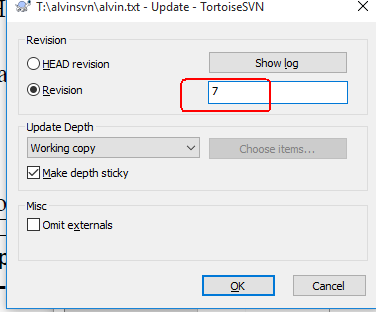 T:\alvinsvn\alvin.txt - Update - TortoiseSVN
Revision
HEAD revision
Show log
Revision
7
Update Depth
Working copy
Choose items...
Make depth sticky
Misc
Omit externals
OK
Cancel